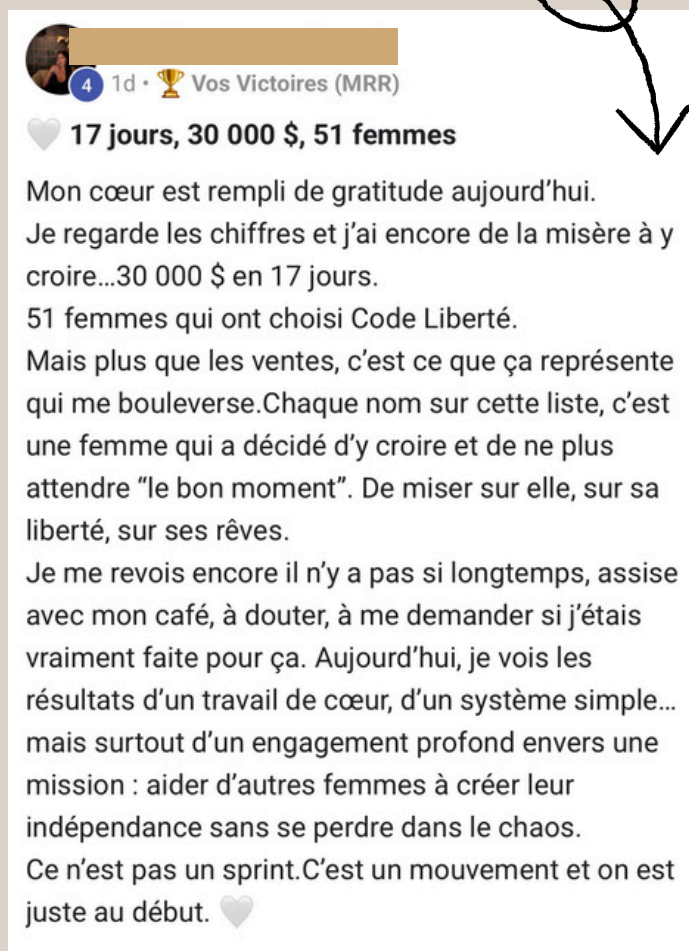 4 1d • 🏆 Vos Victoires (MRR)
🤍 17 jours, 30 000 $, 51 femmes
Mon cœur est rempli de gratitude aujourd’hui.
Je regarde les chiffres et j’ai encore de la misère à y
croire...30 000 $ en 17 jours.
51 femmes qui ont choisi Code Liberté.
Mais plus que les ventes, c’est ce que ça représente
qui me bouleverse.Chaque nom sur cette liste, c’est
une femme qui a décidé d’y croire et de ne plus
attendre “le bon moment”. De miser sur elle, sur sa
liberté, sur ses rêves.
Je me revois encore il n’y a pas si longtemps, assise
avec mon café, à douter, à me demander si j’étais
vraiment faite pour ça. Aujourd’hui, je vois les
résultats d’un travail de cœur, d’un système simple...
mais surtout d’un engagement profond envers une
mission : aider d’autres femmes à créer leur
indépendance sans se perdre dans le chaos.
Ce n’est pas un sprint.C’est un mouvement et on est
juste au début. 🤍